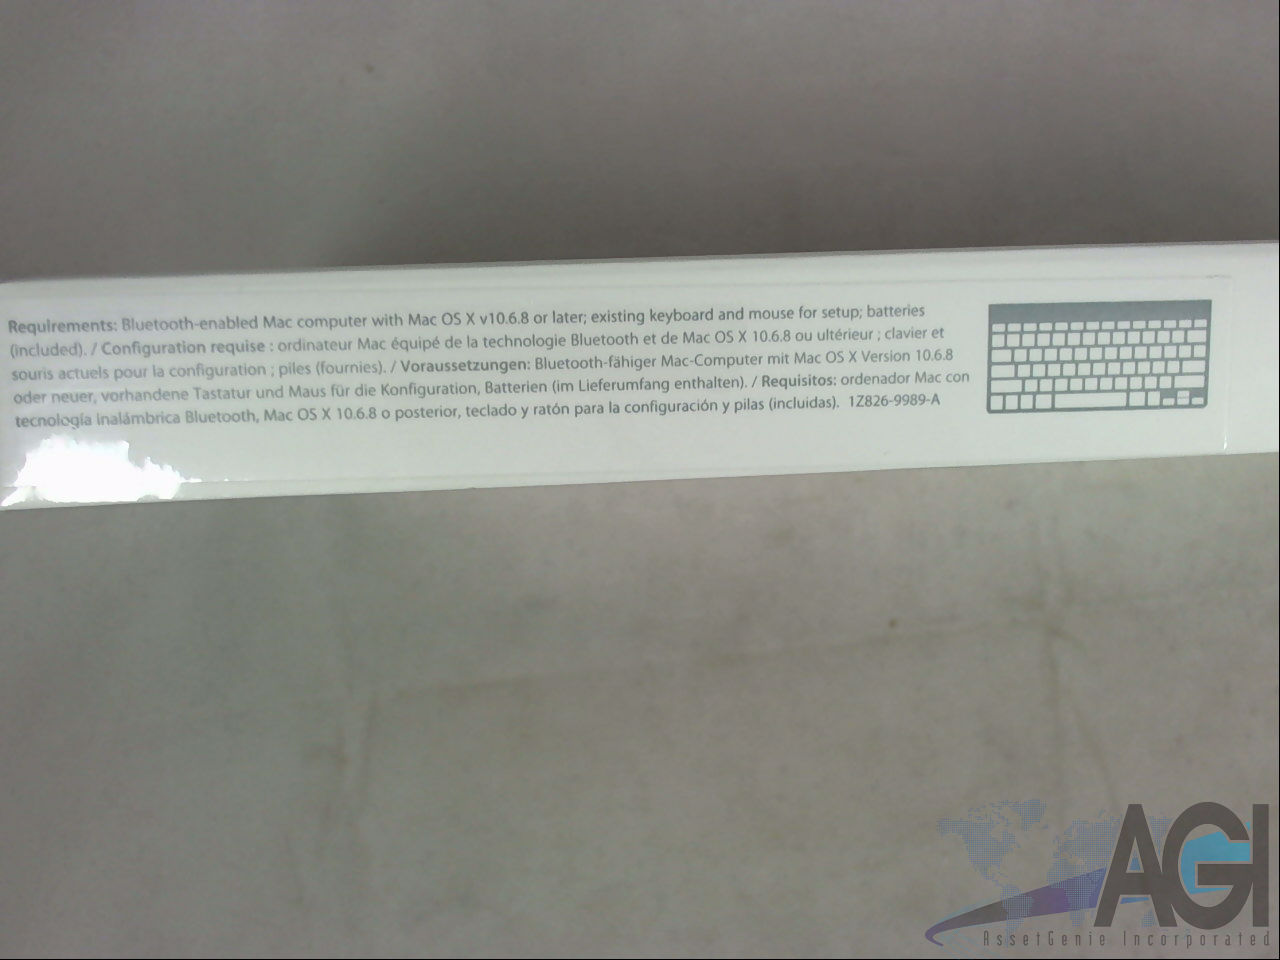 Requirements: Bluetooth-enabled Mac computer with Mac OS X v10.6.8 or later; existing keyboard and mouse for setup; batteries
(included). / Configuration requise : ordinateur Mac équipé de la technologie Bluetooth et de Mac OS X 10.6.8 ou ultérieur ; clavier et
souris actuels pour la configuration ; piles (fournies). / Voraussetzungen: Bluetooth-fähiger Mac-Computer mit Mac OS X Version 10.6.8
oder neuer, vorhandene Tastatur und Maus für die Konfiguration, Batterien (im Lieferumfang enthalten). / Requisitos: ordenador Mac con
tecnología inalámbrica Bluetooth, Mac OS X 10.6.8 o posterior, teclado y ratón para la configuración y pilas (incluidas). 1Z826-9989-A
AGI
AssetGenie Incorporated